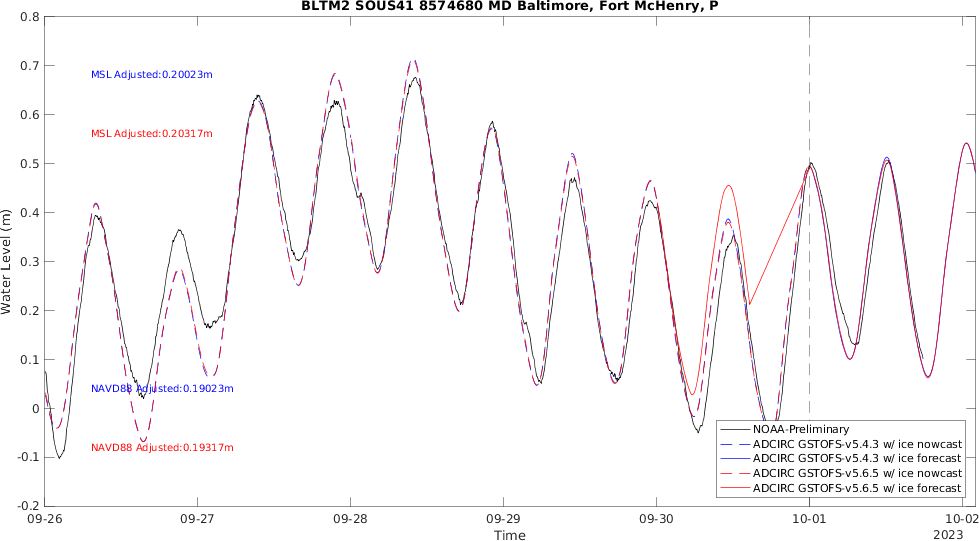 BLTM2 SOUS41 8574680 MD Baltimore, Fort McHenry, P
0.8
0.7
0.6
0.5
0.4
0.3
0.2
0.1
0
-0.1
-0.2
Water Level (m)
MSL Adjusted:0.20023m
MSL Adjusted:0.20317m
NAVD88 Adjusted:0.19023m
NAVD88 Adjusted:0.19317m
NOAA-Preliminary
ADCIRC GSTOFS-v5.4.3 w/ ice nowcast
ADCIRC GSTOFS-v5.4.3 w/ ice forecast
ADCIRC GSTOFS-v5.6.5 w/ ice nowcast
ADCIRC GSTOFS-v5.6.5 w/ ice forecast
09-26 09-27 09-28 09-29 09-30 10-01 10-02
Time
2023